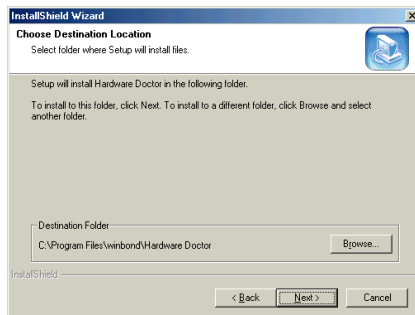 InstallShield Wizard
Choose Destination Location
Select folder where Setup will install files.
Setup will install Hardware Doctor in the following folder.
To install to this folder, click Next. To install to a different folder, click Browse and select
another folder.
Destination Folder
C:\Program Files\winbond\Hardware Doctor
Browse...
InstallShield
< Back
Next >
Cancel